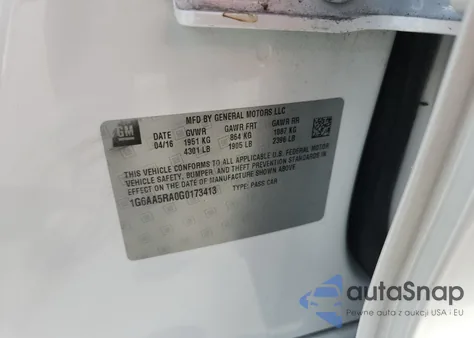 MFD BY GENERAL MOTORS LLC
GM
DATE GVWR GAWR FRT GAWR RR
04/16 1951 KG 864 KG 1087 KG
4301 LB 1905 LB 2396 LB
THIS VEHICLE CONFORMS TO ALL APPLICABLE U.S. FEDERAL MOTOR
VEHICLE SAFETY, BUMPER, AND THEFT PREVENTION STANDARDS IN
EFFECT ON THE DATE OF MANUFACTURE SHOWN ABOVE.
1G6AA5RA0G0173413 TYPE: PASS CAR
autaSnap
Pewne auta z aukcji USA i EU